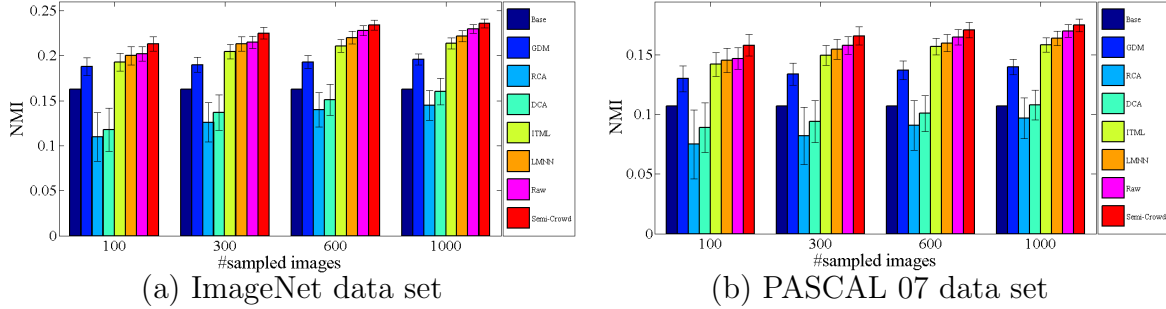 0.25
0.2
0.15
0.1
0.05
0
NMI
100
300
600
1000
#sampled images
Base
GDM
RCA
DCA
ITML
LMNN
Raw
Semi-Crowd
(a) ImageNet data set
0.15
0.1
0.05
0
NMI
100
300
600
1000
#sampled images
Base
GDM
RCA
DCA
ITML
LMNN
Raw
Semi-Crowd
(b) PASCAL 07 data set